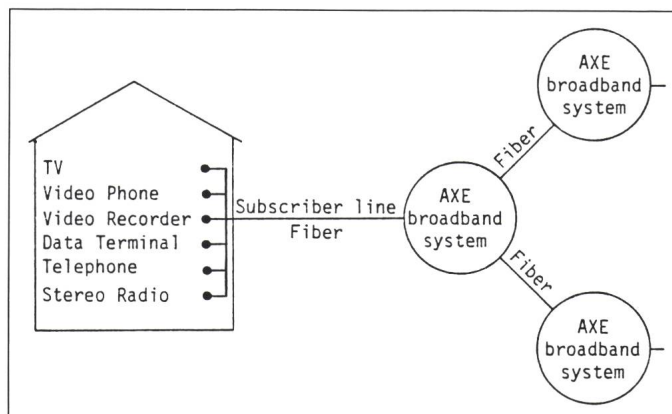 TV
Video Phone
Video Recorder
Data Terminal
Telephone
Stereo Radio
Subscriber line
Fiber
AXE
broadband
system
Fiber
AXE
broadband
system
Fiber
AXE
broadband
system